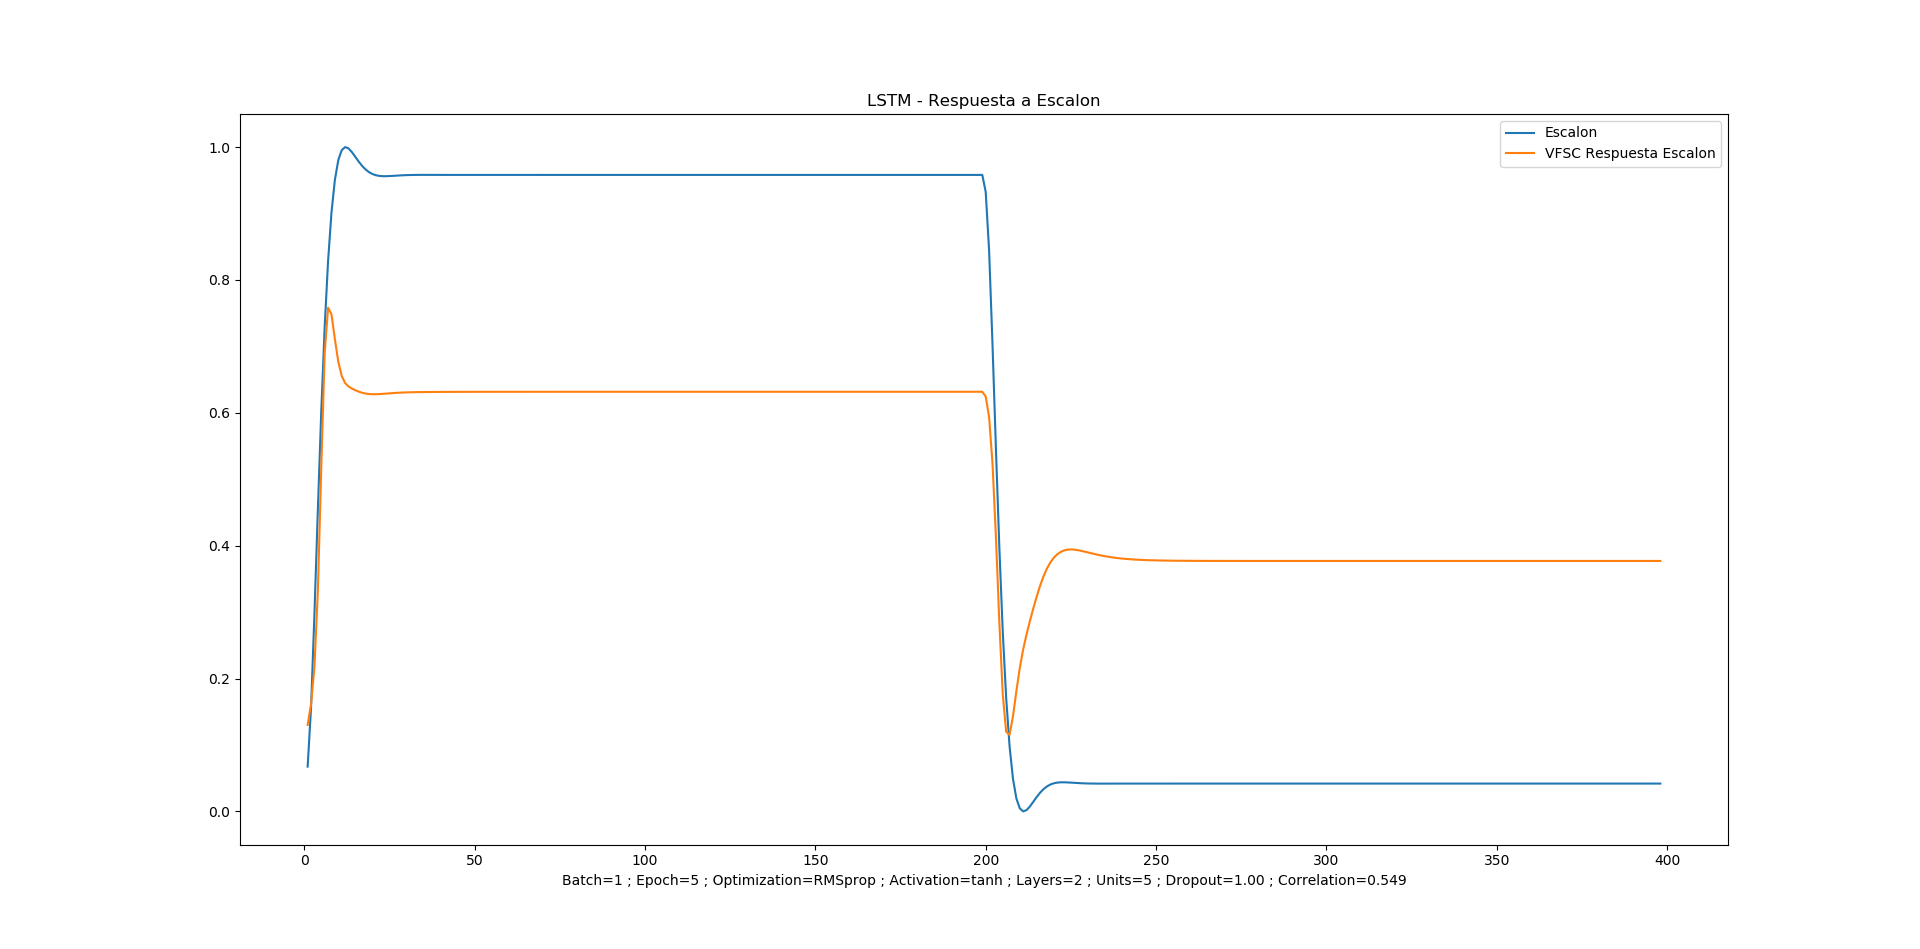 LSTM - Respuesta a Escalon
Escalon
VFSC Respuesta Escalon
1.0
0.8
0.6
0.4
0.2
0.0
0 50 100 150 200 250 300 350 400
Batch=1 ; Epoch=5 ; Optimization=RMSprop ; Activation=tanh ; Layers=2 ; Units=5 ; Dropout=1.00 ; Correlation=0.549